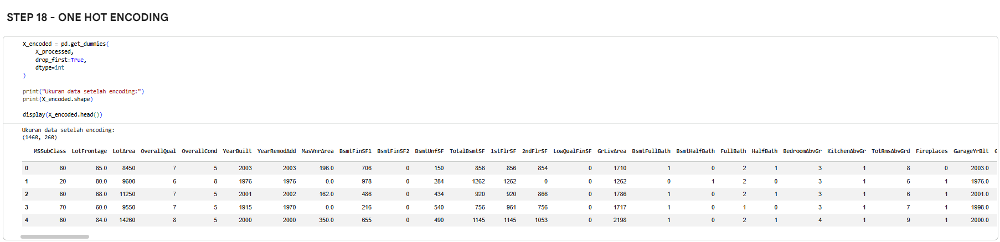 STEP 18 - ONE HOT ENCODING
X_encoded = pd.get_dummies(
    X_processed,
    drop_first=True,
    dtype=int
)
print("Ukuran data setelah encoding:")
print(X_encoded.shape)
display(X_encoded.head())
Ukuran data setelah encoding:
(1460, 260)
MSSubClass LotFrontage LotArea OverallQual OverallCond YearBuilt YearRemodAdd MasVnrArea BsmtFinSF1 BsmtFinSF2 BsmtUnfSF TotalBsmtSF 1stFlrSF 2ndFlrSF LowQualFinSF GrLivArea BsmtFullBath BsmtHalfBath FullBath HalfBath BedroomAbvGr KitchenAbvGr TotRmsAbvGrd Fireplaces GarageYrBlt
0 60 65.0 8450 7 5 2003 2003 196.0 706 0 150 856 856 854 0 1710 1 0 2 1 3 1 8 0 2003.0
1 20 80.0 9600 6 8 1976 1976 0.0 978 0 284 1262 1262 0 0 1262 0 1 2 0 3 1 6 1 1976.0
2 60 68.0 11250 7 5 2001 2002 162.0 486 0 434 920 920 866 0 1786 1 0 2 1 3 1 6 1 2001.0
3 70 60.0 9550 7 5 1915 1970 0.0 216 0 540 756 961 756 0 1717 1 0 1 0 3 1 7 1 1998.0
4 60 84.0 14260 8 5 2000 2000 350.0 655 0 490 1145 1145 1053 0 2198 1 0 2 1 4 1 9 1 2000.0